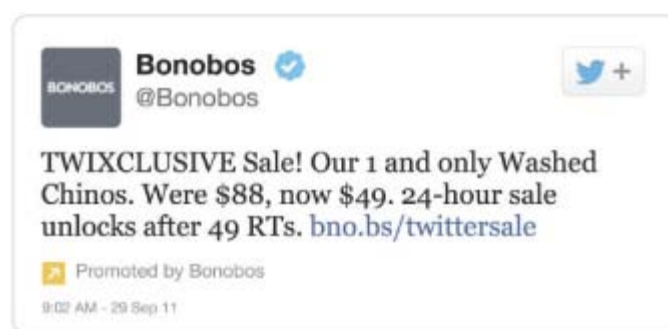 BONOBOS
Bonobos
@Bonobos
+
TWIXCLUSIVE Sale! Our 1 and only Washed
Chinos. Were $88, now $49. 24-hour sale
unlocks after 49 RTs. bno.bs/twittersale
Promoted by Bonobos
9:02 AM - 29 Sep 11